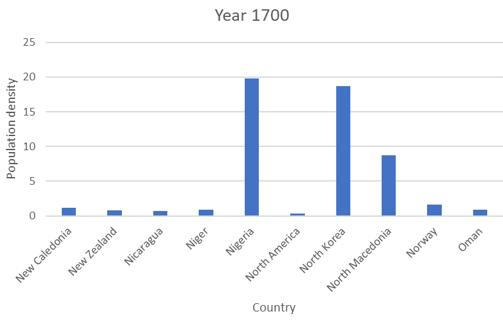 Year 1700
25
20
15
10
5
0
Population density
New Caledonia
New Zealand
Nicaragua
Niger
Nigeria
North America
North Korea
North Macedonia
Norway
Oman
Country